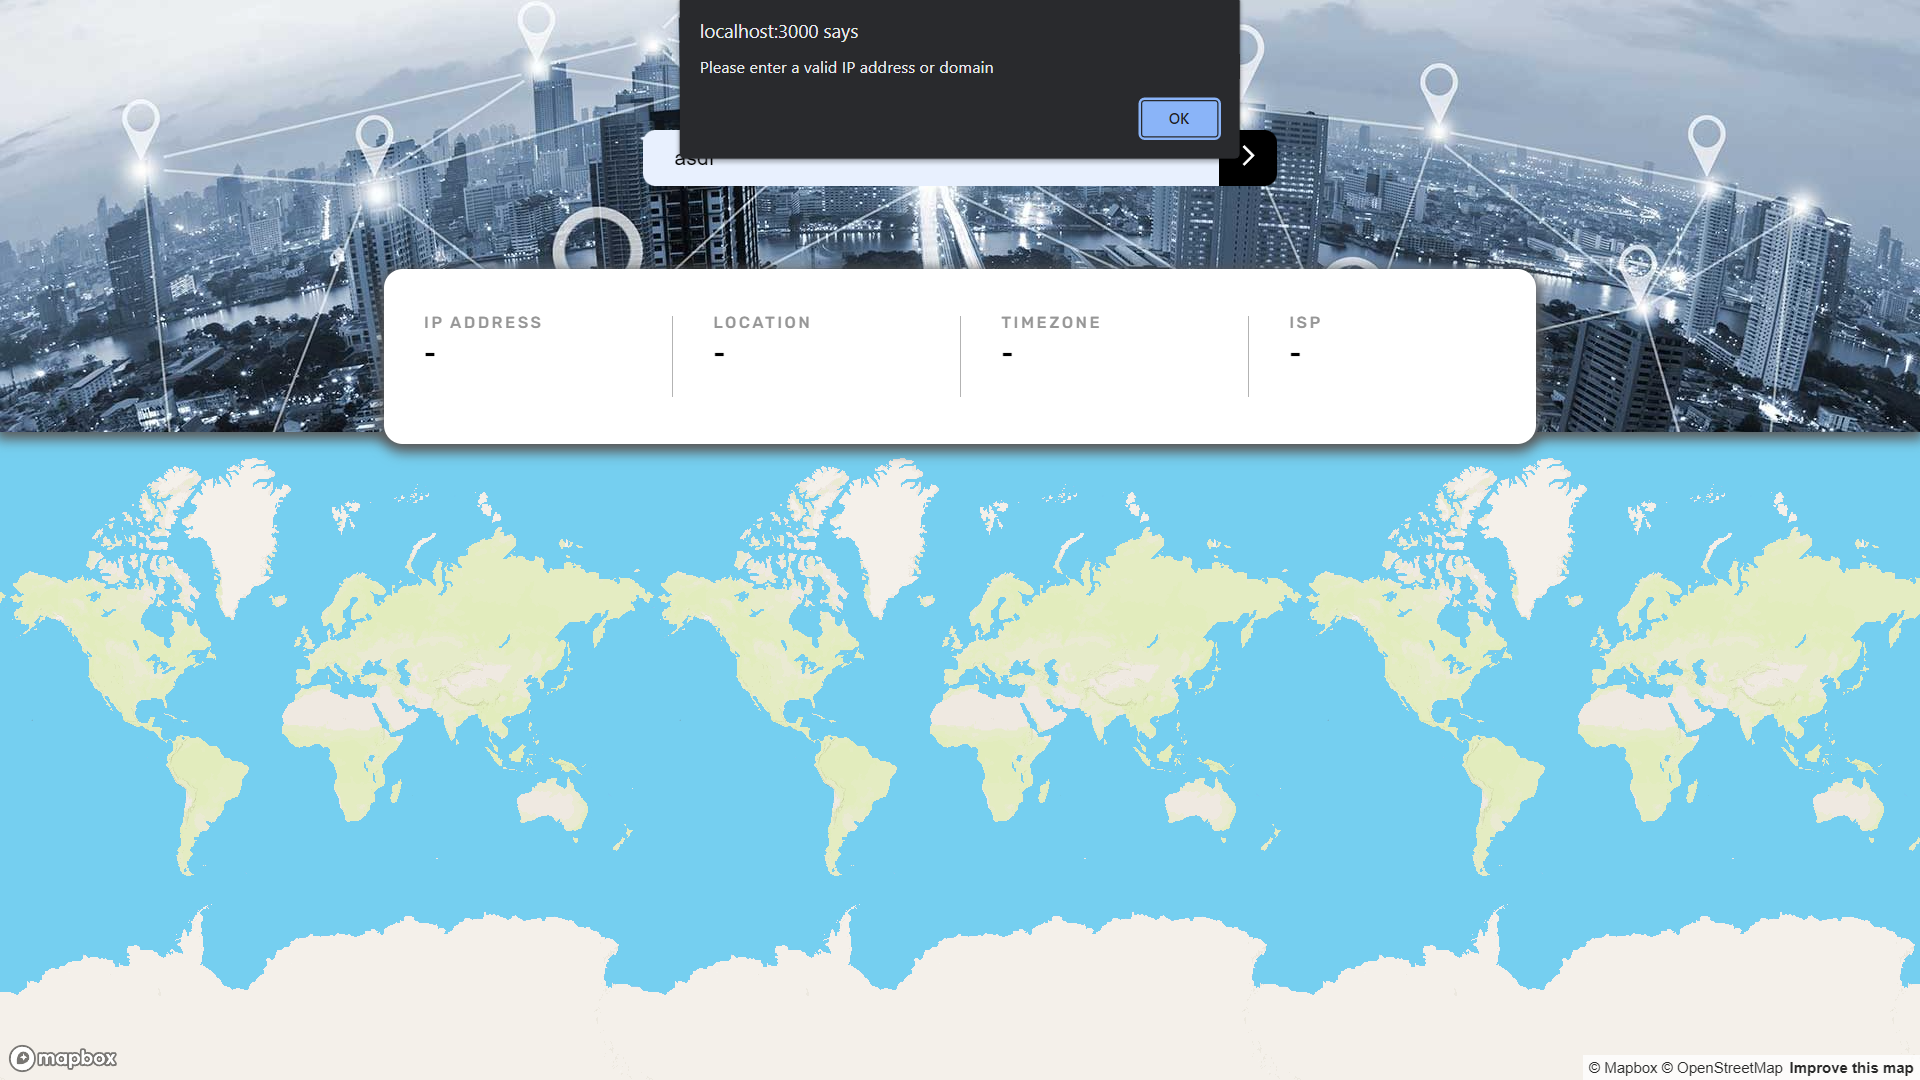 localhost:3000 says
Please enter a valid IP address or domain
OK
IP ADDRESS
-
LOCATION
-
TIMEZONE
-
ISP
-
mapbox
© Mapbox © OpenStreetMap Improve this map